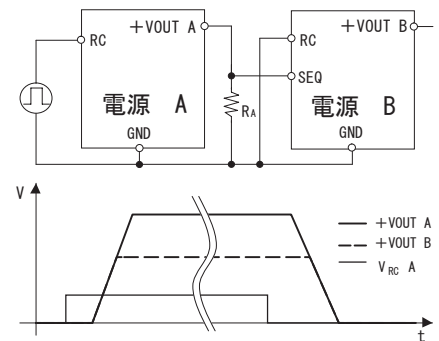 RC
+VOUT A
電源 A
GND
RA
RC
+VOUT B
SEQ
電源 B
GND
V
+VOUT A
+VOUT B
VRC A
t